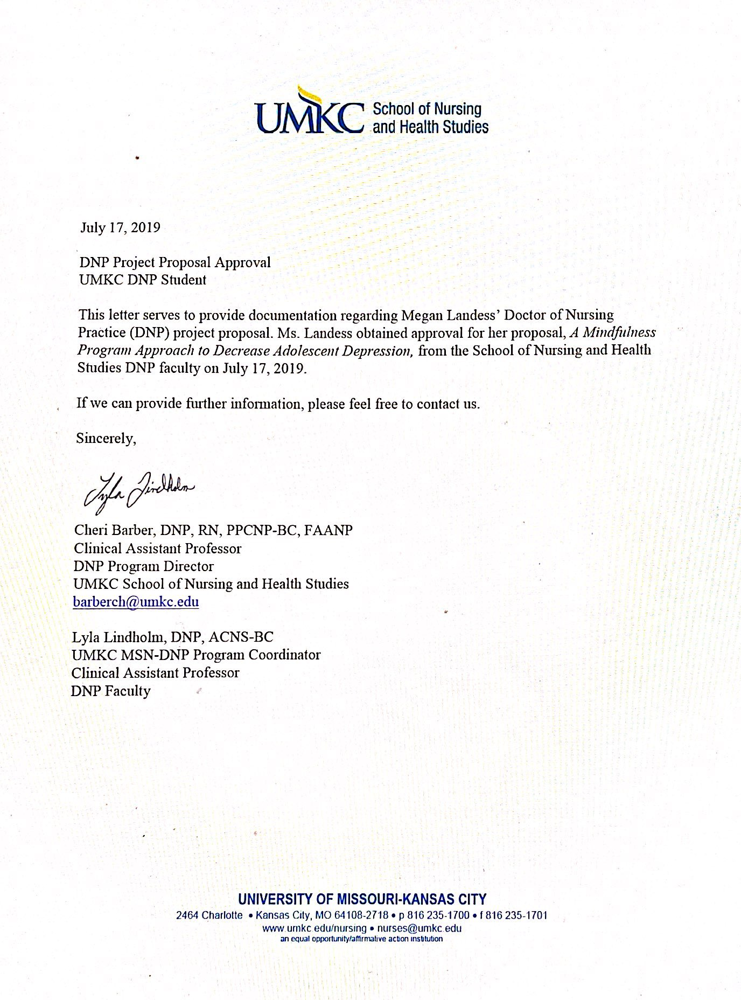 UMKC School of Nursing
and Health Studies
July 17, 2019
DNP Project Proposal Approval
UMKC DNP Student
This letter serves to provide documentation regarding Megan Landess’ Doctor of Nursing
Practice (DNP) project proposal. Ms. Landess obtained approval for her proposal, A Mindfulness
Program Approach to Decrease Adolescent Depression, from the School of Nursing and Health
Studies DNP faculty on July 17, 2019.
If we can provide further information, please feel free to contact us.
Sincerely,
Lyla Lindholm
Cheri Barber, DNP, RN, PPCNP-BC, FAANP
Clinical Assistant Professor
DNP Program Director
UMKC School of Nursing and Health Studies
barberch@umkc.edu
Lyla Lindholm, DNP, ACNS-BC
UMKC MSN-DNP Program Coordinator
Clinical Assistant Professor
DNP Faculty
UNIVERSITY OF MISSOURI-KANSAS CITY
2464 Charlotte • Kansas City, MO 64108-2718 • p 816 235-1700 • f 816 235-1701
www.umkc.edu/nursing • nurses@umkc.edu
an equal opportunity/affirmative action institution